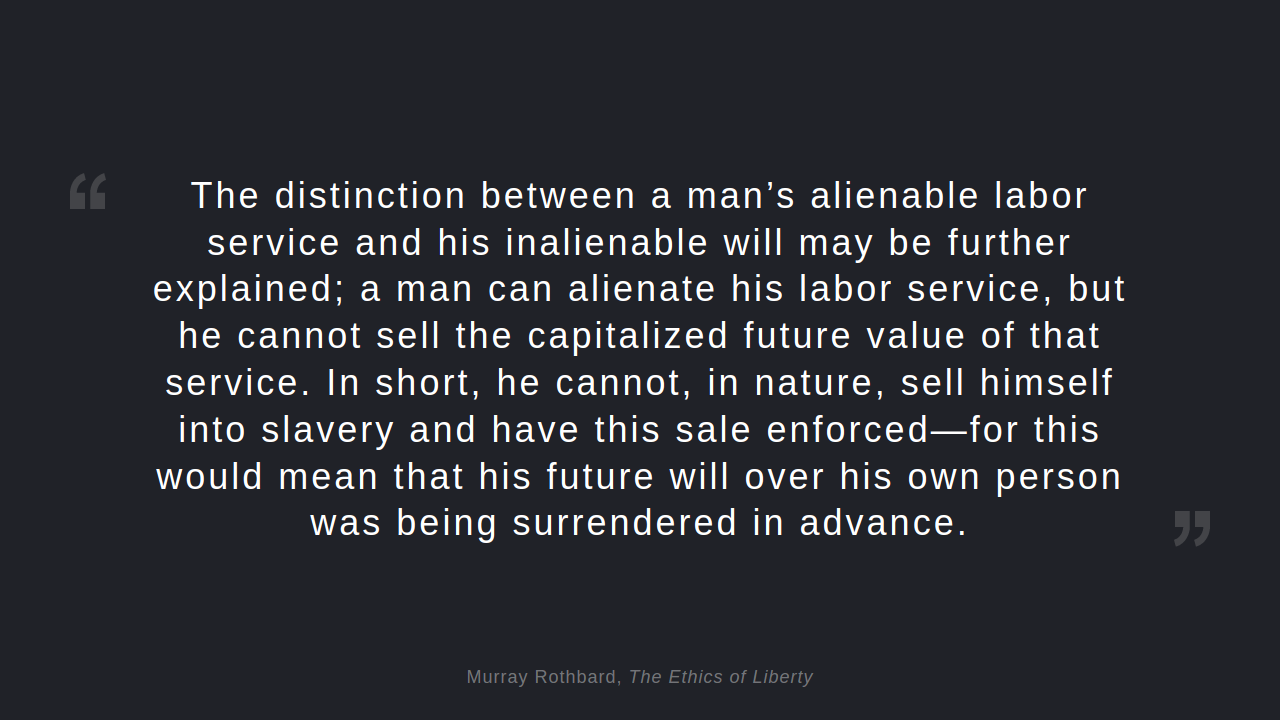 “
The distinction between a man’s alienable labor
service and his inalienable will may be further
explained; a man can alienate his labor service, but
he cannot sell the capitalized future value of that
service. In short, he cannot, in nature, sell himself
into slavery and have this sale enforced—for this
would mean that his future will over his own person
was being surrendered in advance.
”
Murray Rothbard, The Ethics of Liberty